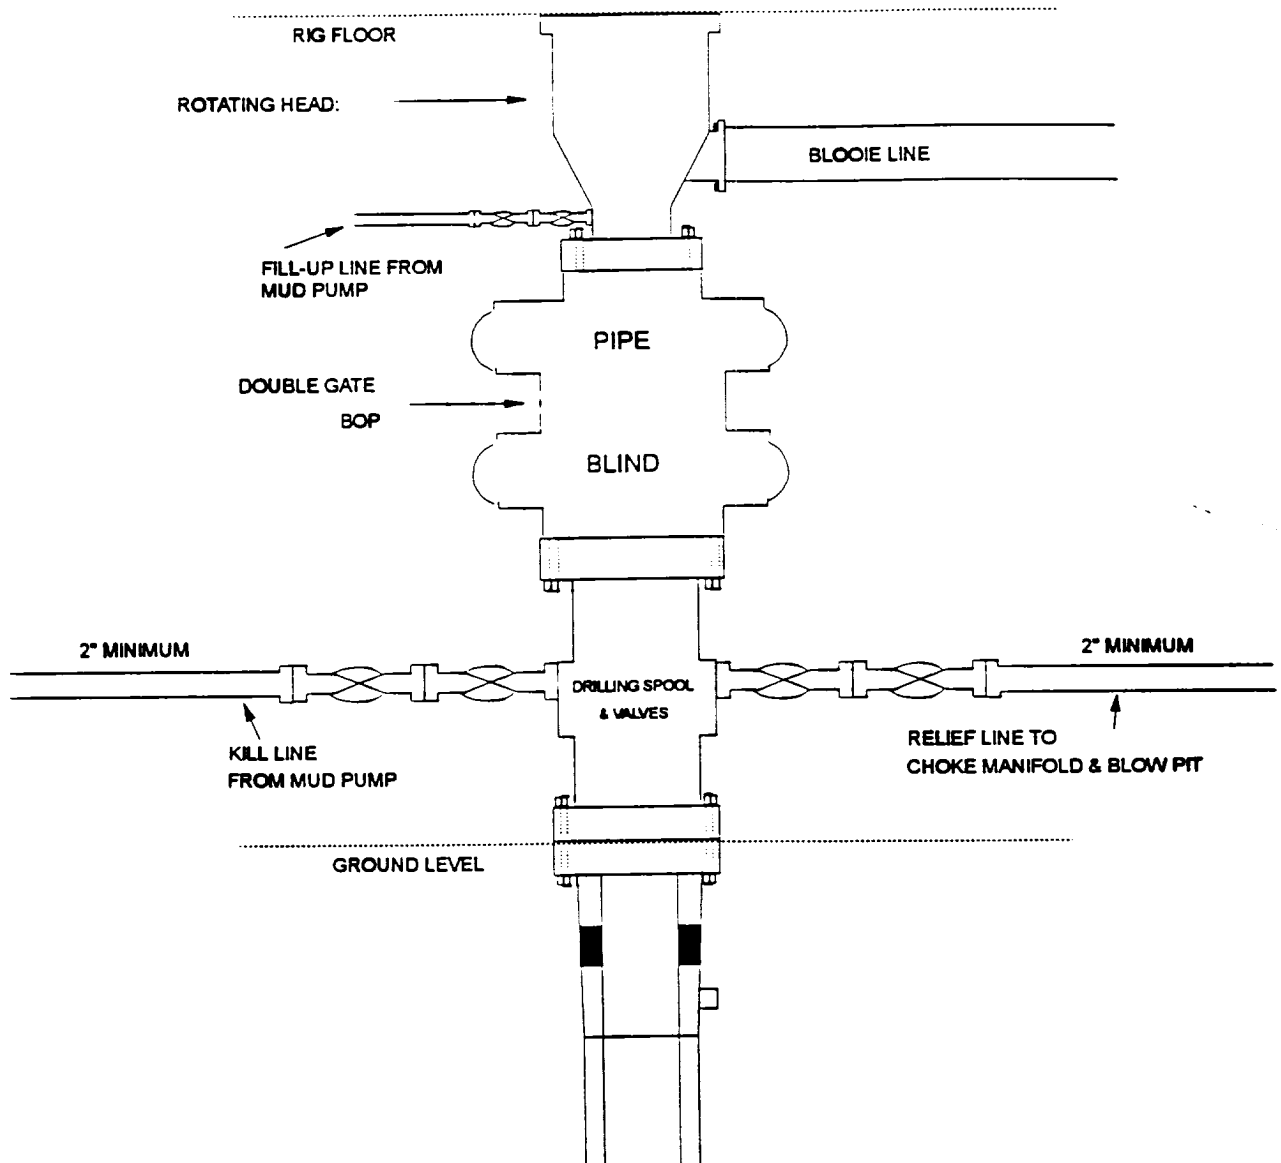 RIG FLOOR
ROTATING HEAD:
BLOOIE LINE
FILL-UP LINE FROM
MUD PUMP
PIPE
DOUBLE GATE
BOP
BLIND
2" MINIMUM
2" MINIMUM
DRILLING SPOOL
& VALVES
KILL LINE
FROM MUD PUMP
RELIEF LINE TO
CHOKE MANIFOLD & BLOW PIT
GROUND LEVEL